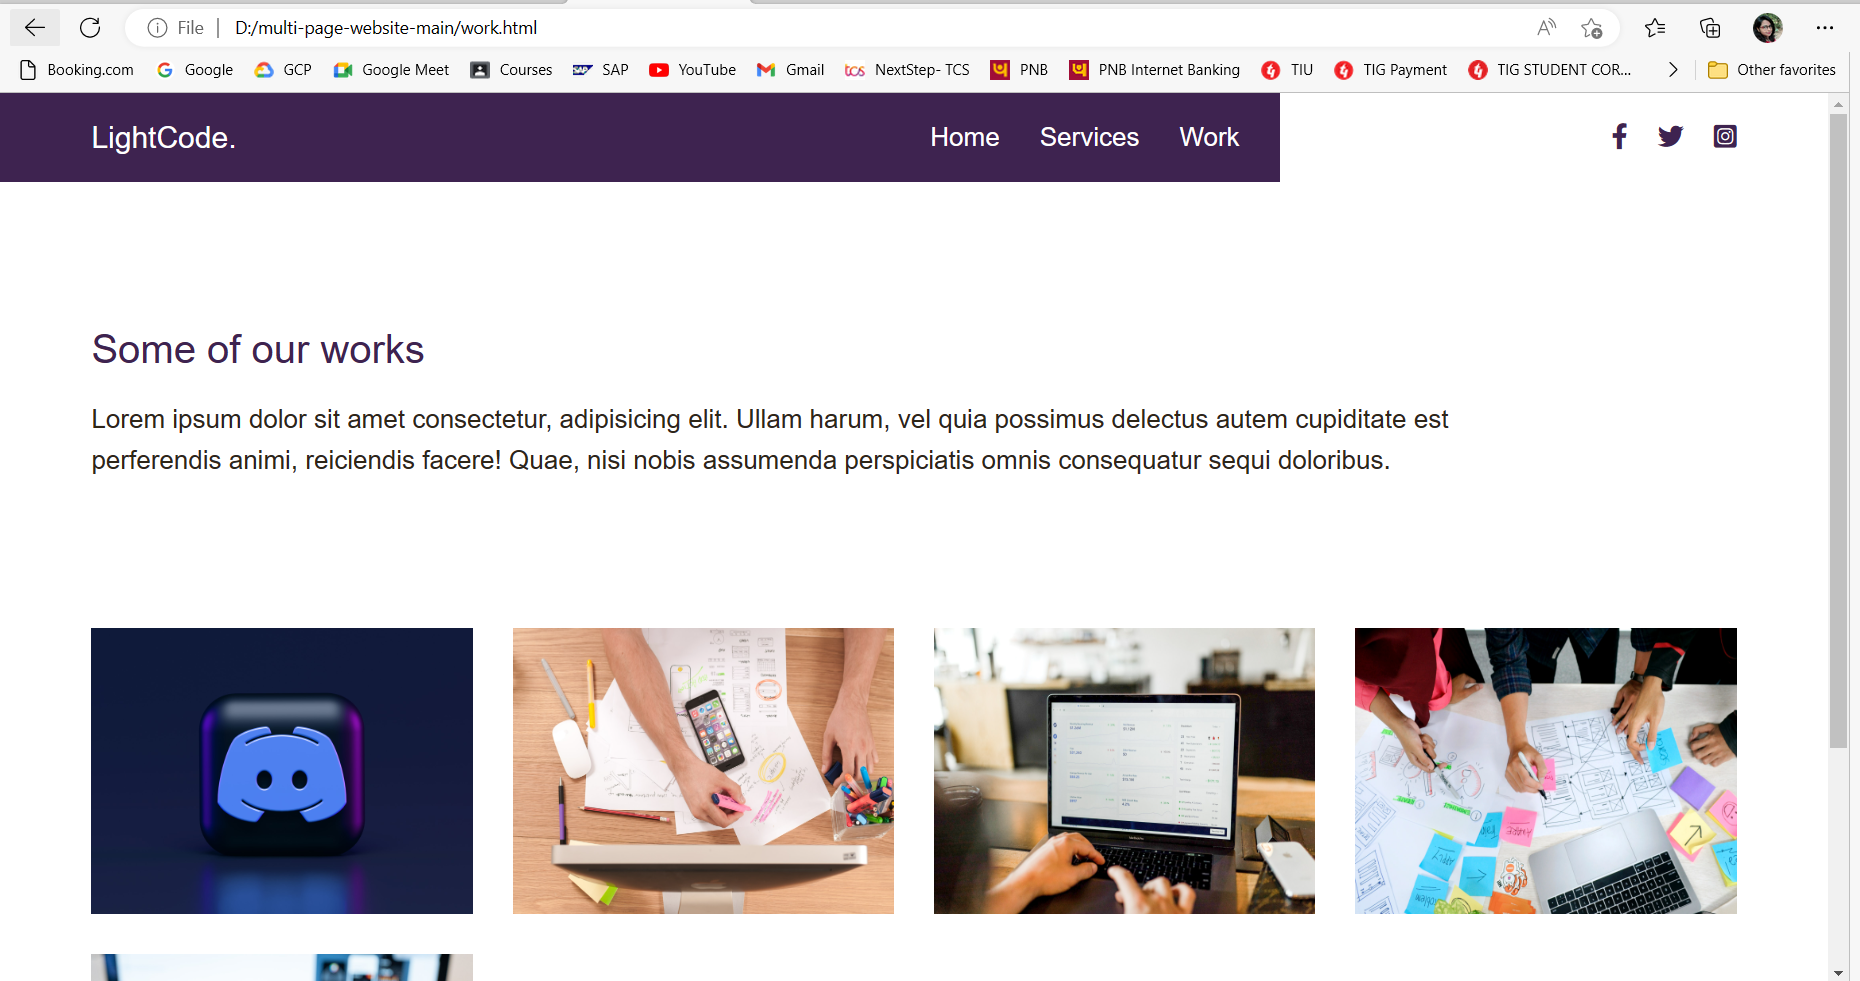 File
D:/multi-page-website-main/work.html
Booking.com
Google
GCP
Google Meet
Courses
SAP
YouTube
Gmail
NextStep- TCS
PNB
PNB Internet Banking
TIU
TIG Payment
TIG STUDENT COR...
Other favorites
LightCode.
Home
Services
Work
Some of our works
Lorem ipsum dolor sit amet consectetur, adipisicing elit. Ullam harum, vel quia possimus delectus autem cupiditate est
perferendis animi, reiciendis facere! Quae, nisi nobis assumenda perspiciatis omnis consequatur sequi doloribus.